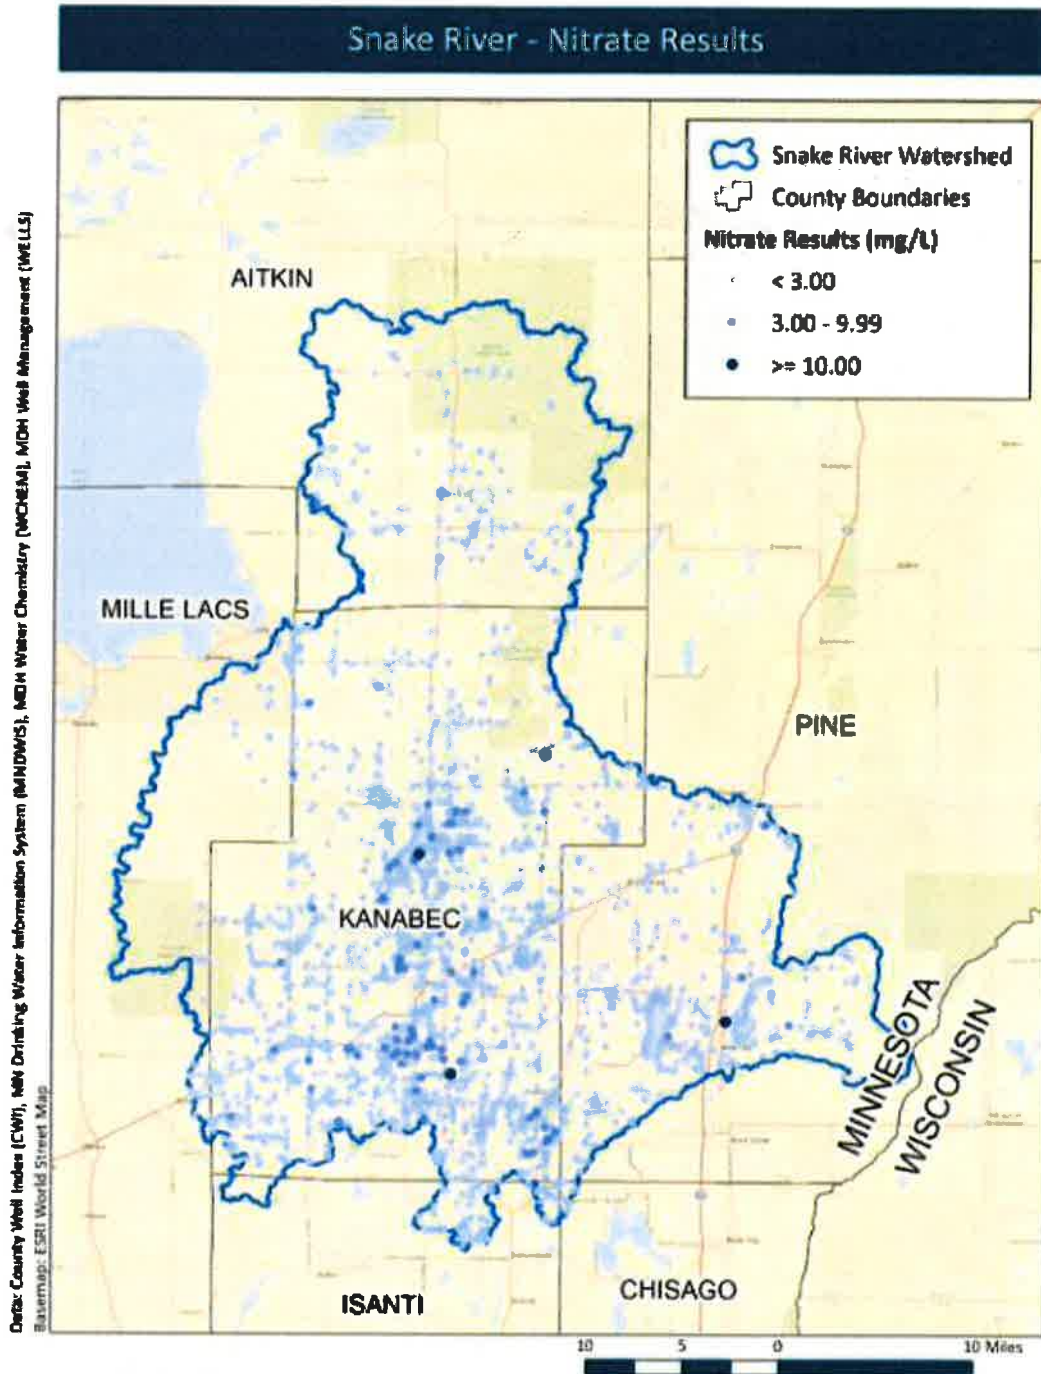 Snake River - Nitrate Results
Snake River Watershed
County Boundaries
Nitrate Results (mg/L)
< 3.00
3.00 - 9.99
>= 10.00
AITKIN
MILLE LACS
PINE
KANABEC
MINNESOTA
WISCONSIN
ISANTI
CHISAGO
10 5 0 10 Miles
Data: County Well Index (CWI), MN Drinking Water Information System (MNDWIS), MDH Water Chemistry (WCHEM), MDH Well Management (WELLS)
Basemap: ESRI World Street Map